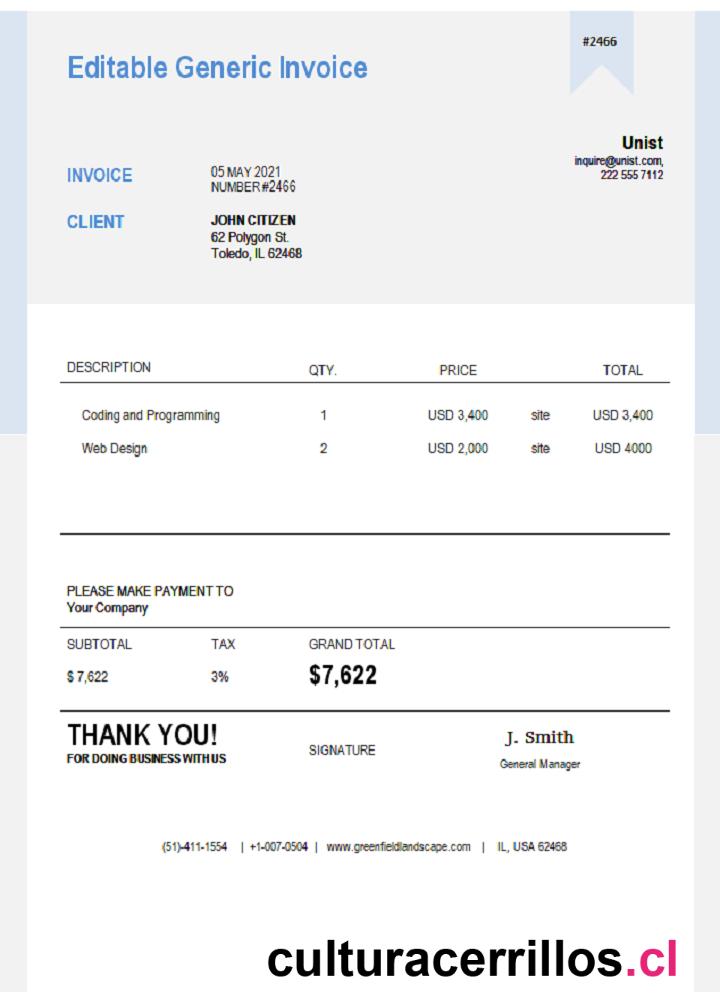 #2466
Editable Generic Invoice
Unist
inquire@unist.com,
222 555 7112
INVOICE
05 MAY 2021
NUMBER#2466
CLIENT
JOHN CITIZEN
62 Polygon St.
Toledo, IL 62468
DESCRIPTION QTY. PRICE TOTAL
Coding and Programming 1 USD 3,400 site USD 3,400
Web Design 2 USD 2,000 site USD 4000
PLEASE MAKE PAYMENT TO
Your Company
SUBTOTAL TAX GRAND TOTAL
$ 7,622 3% $7,622
THANK YOU!
FOR DOING BUSINESS WITH US
SIGNATURE
J. Smith
General Manager
(51)-411-1554 | +1-007-0504 | www.greenfieldlandscape.com | IL, USA 62468
culturacerrillos.cl